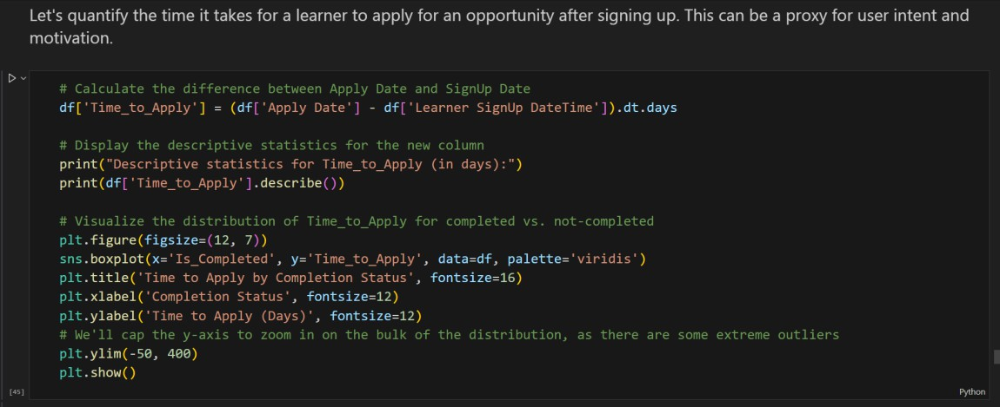 Let's quantify the time it takes for a learner to apply for an opportunity after signing up. This can be a proxy for user intent and
motivation.
# Calculate the difference between Apply Date and SignUp Date
df['Time_to_Apply'] = (df['Apply Date'] - df['Learner SignUp DateTime']).dt.days
# Display the descriptive statistics for the new column
print("Descriptive statistics for Time_to_Apply (in days):")
print(df['Time_to_Apply'].describe())
# Visualize the distribution of Time_to_Apply for completed vs. not-completed
plt.figure(figsize=(12, 7))
sns.boxplot(x='Is_Completed', y='Time_to_Apply', data=df, palette='viridis')
plt.title('Time to Apply by Completion Status', fontsize=16)
plt.xlabel('Completion Status', fontsize=12)
plt.ylabel('Time to Apply (Days)', fontsize=12)
# We'll cap the y-axis to zoom in on the bulk of the distribution, as there are some extreme outliers
plt.ylim(-50, 400)
plt.show()
[45]
Python